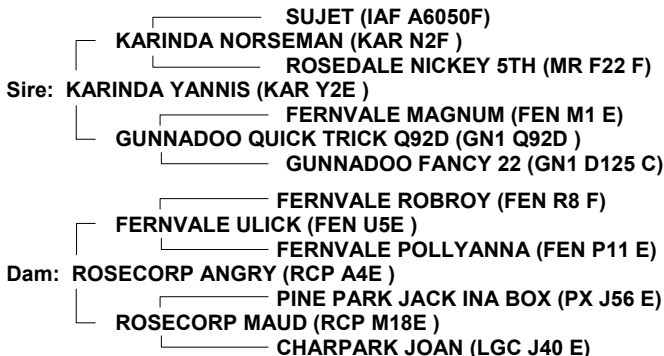 SUJET (IAF A6050F)
KARINDA NORSEMAN (KAR N2F )
ROSEDALE NICKEY 5TH (MR F22 F)
Sire: KARINDA YANNIS (KAR Y2E )
FERNVALE MAGNUM (FEN M1 E)
GUNNADOO QUICK TRICK Q92D (GN1 Q92D )
GUNNADOO FANCY 22 (GN1 D125 C)
FERNVALE ROBROY (FEN R8 F)
FERNVALE ULICK (FEN U5E )
FERNVALE POLLYANNA (FEN P11 E)
Dam: ROSECORP ANGRY (RCP A4E )
PINE PARK JACK INA BOX (PX J56 E)
ROSECORP MAUD (RCP M18E )
CHARPARK JOAN (LGC J40 E)